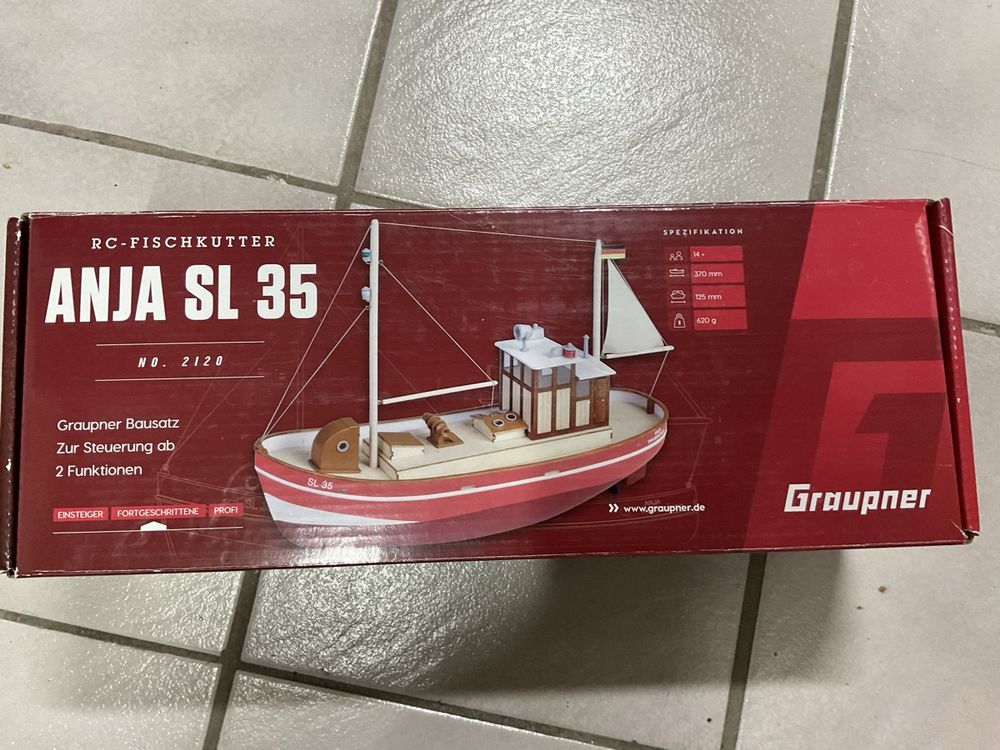 RC-FISCHKUTTER
ANJA SL 35
NO. 2120
Graupner Bausatz
Zur Steuerung ab
2 Funktionen
EINSTEIGER FORTGESCHRITTENE PROFI
SL 35
SPEZIFIKATION
14 +
370 mm
125 mm
620 g
ANJA
www.graupner.de
Graupner